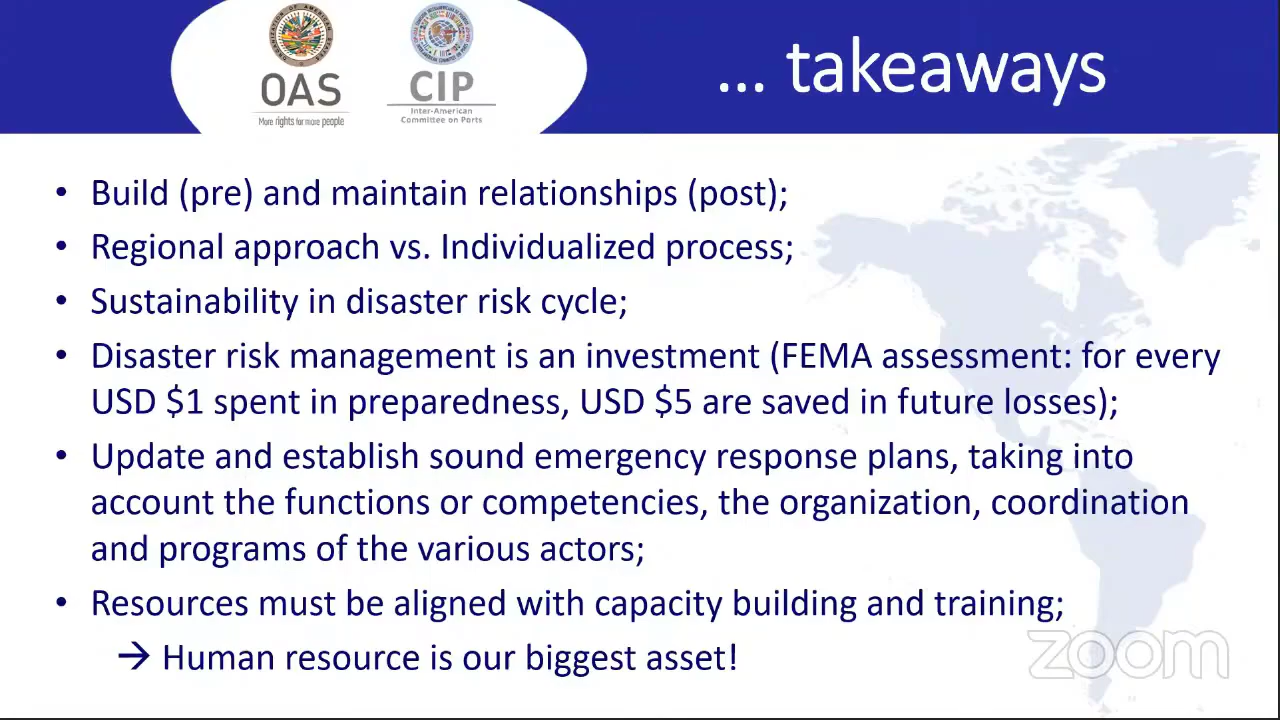 OAS
More rights for more people
CIP
Inter-American
Committee on Ports
... takeaways
• Build (pre) and maintain relationships (post);
• Regional approach vs. Individualized process;
• Sustainability in disaster risk cycle;
• Disaster risk management is an investment (FEMA assessment: for every
USD $1 spent in preparedness, USD $5 are saved in future losses);
• Update and establish sound emergency response plans, taking into
account the functions or competencies, the organization, coordination
and programs of the various actors;
• Resources must be aligned with capacity building and training;
→ Human resource is our biggest asset!
zoom